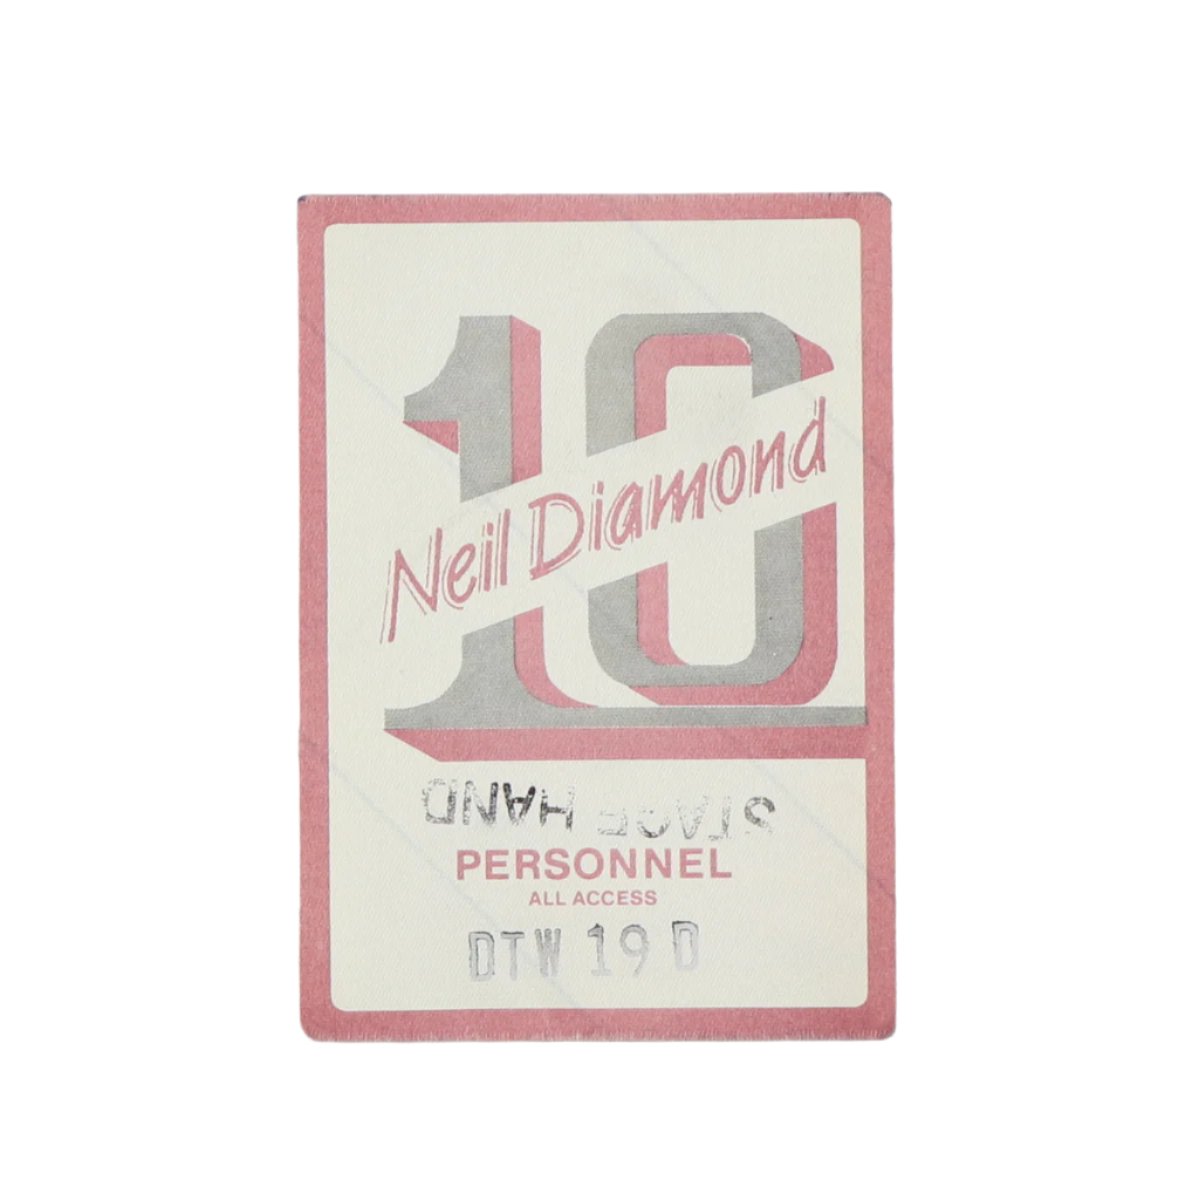 10
Neil Diamond
STAGE HAND
PERSONNEL
ALL ACCESS
DTW 19 D